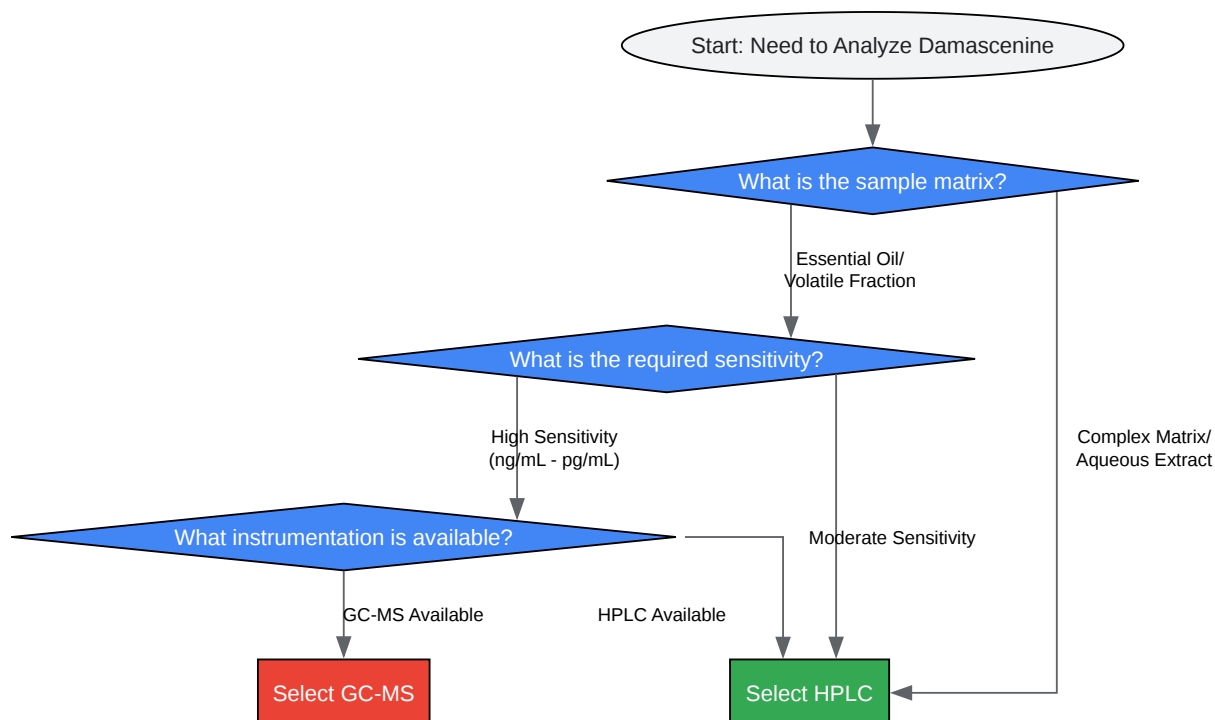 Start: Need to Analyze Damascenine
What is the sample matrix?
Essential Oil/
Volatile Fraction
What is the required sensitivity?
High Sensitivity
(ng/mL - pg/mL)
Complex Matrix/
Aqueous Extract
What instrumentation is available?
Moderate Sensitivity
GC-MS Available
HPLC Available
Select GC-MS
Select HPLC